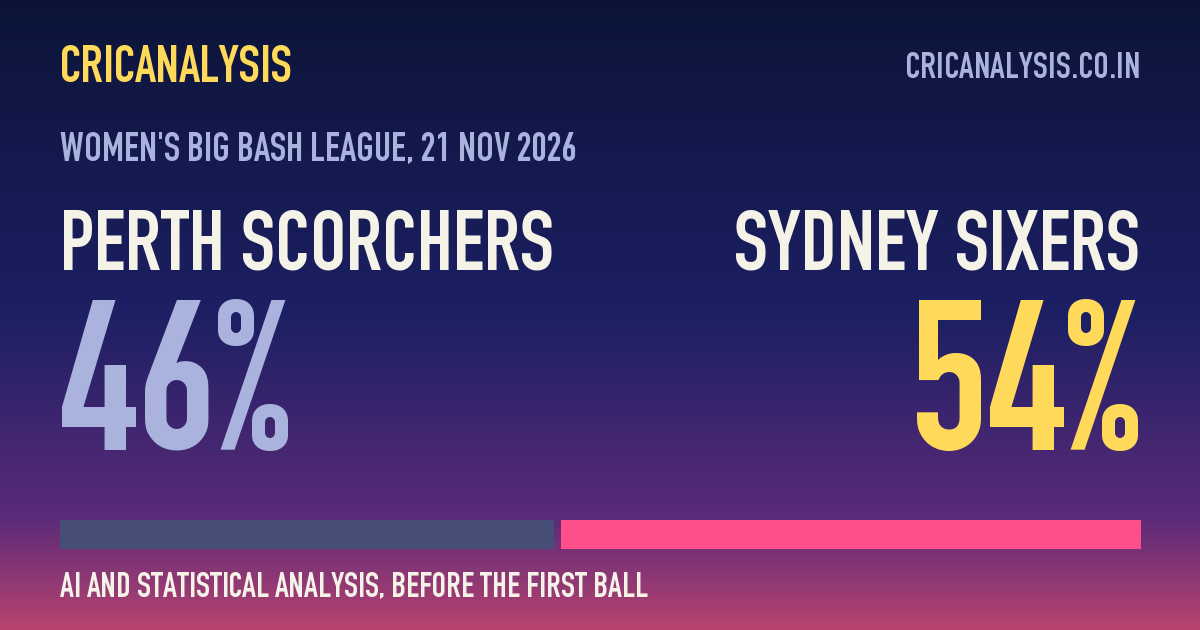 CRICANALYSIS
CRICANALYSIS.CO.IN
WOMEN'S BIG BASH LEAGUE, 21 NOV 2026
PERTH SCORCHERS
SYDNEY SIXERS
46%
54%
AI AND STATISTICAL ANALYSIS, BEFORE THE FIRST BALL